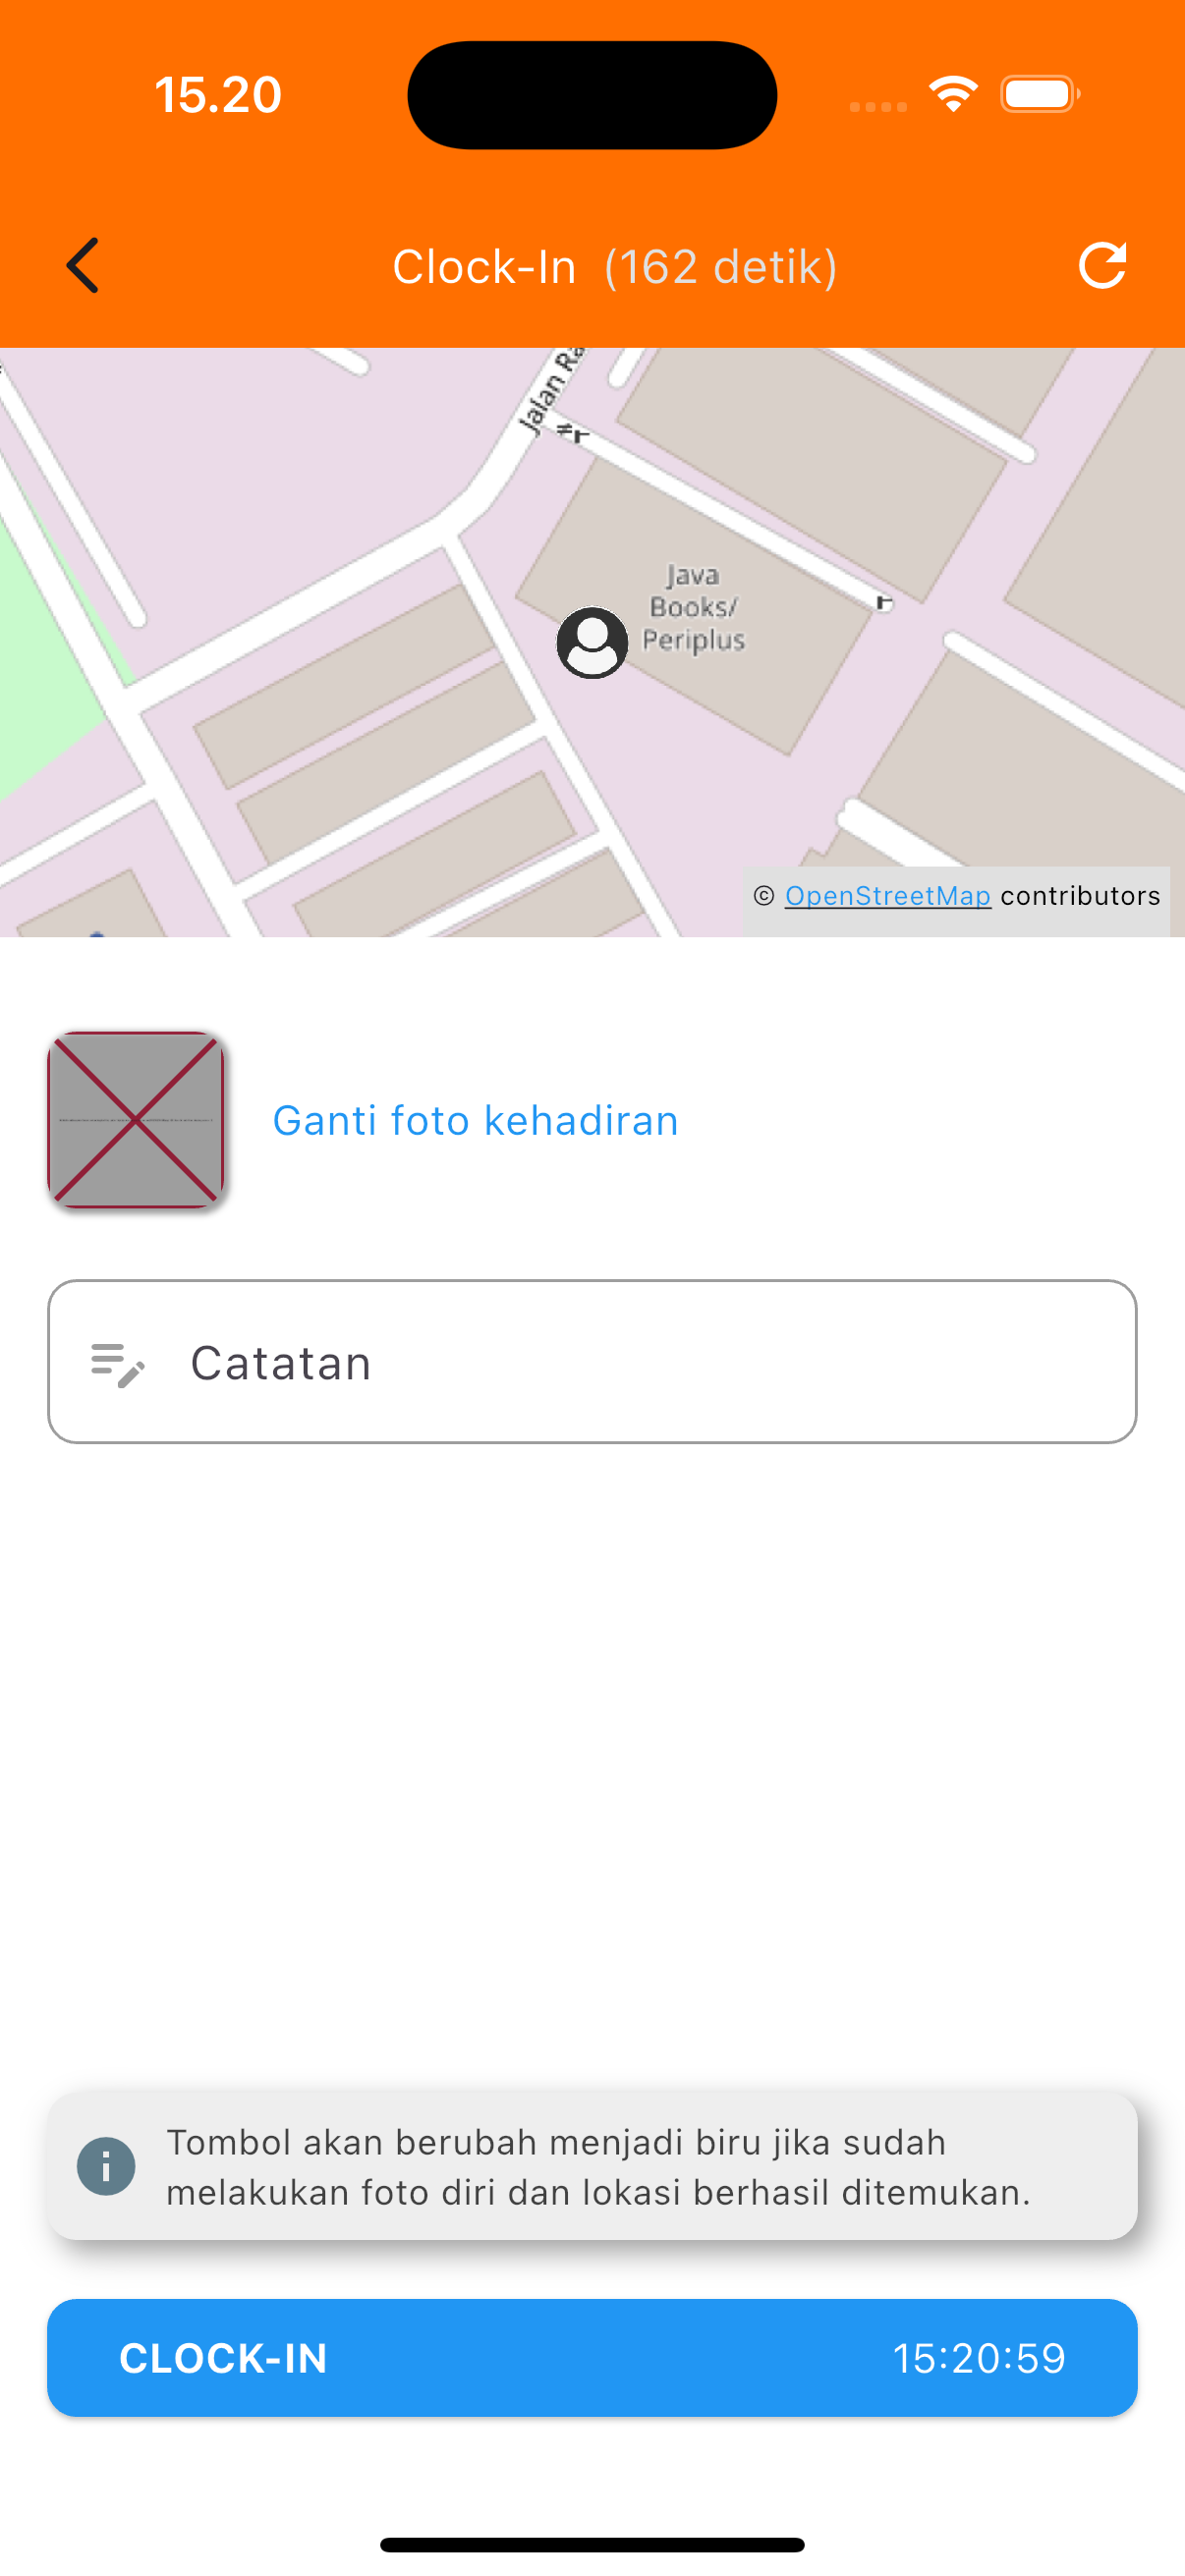 15.20
Clock-In (162 detik)
Jalan Ra
Java
Books/
Periplus
© OpenStreetMap contributors
Ganti foto kehadiran
Catatan
Tombol akan berubah menjadi biru jika sudah
melakukan foto diri dan lokasi berhasil ditemukan.
CLOCK-IN 15:20:59